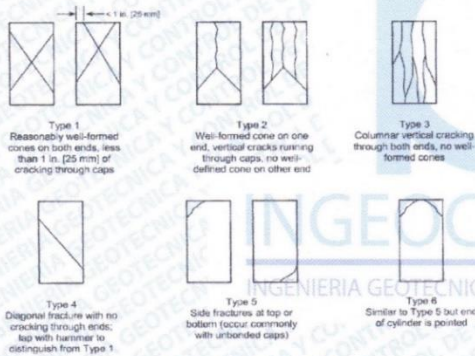 < 1 in. [25 mm]
Type 1
Reasonably well-formed
cones on both ends, less
than 1 in. [25 mm] of
cracking through caps
Type 2
Well-formed cone on one
end, vertical cracks running
through caps, no well-
defined cone on other end
Type 3
Columnar vertical cracking
through both ends, no well-
formed cones
Type 4
Diagonal fracture with no
cracking through ends;
tap with hammer to
distinguish from Type 1
Type 5
Side fractures at top or
bottom (occur commonly
with unbonded caps)
Type 6
Similar to Type 5 but end
of cylinder is pointed
INGEOC
INGENIERIA GEOTECNIC